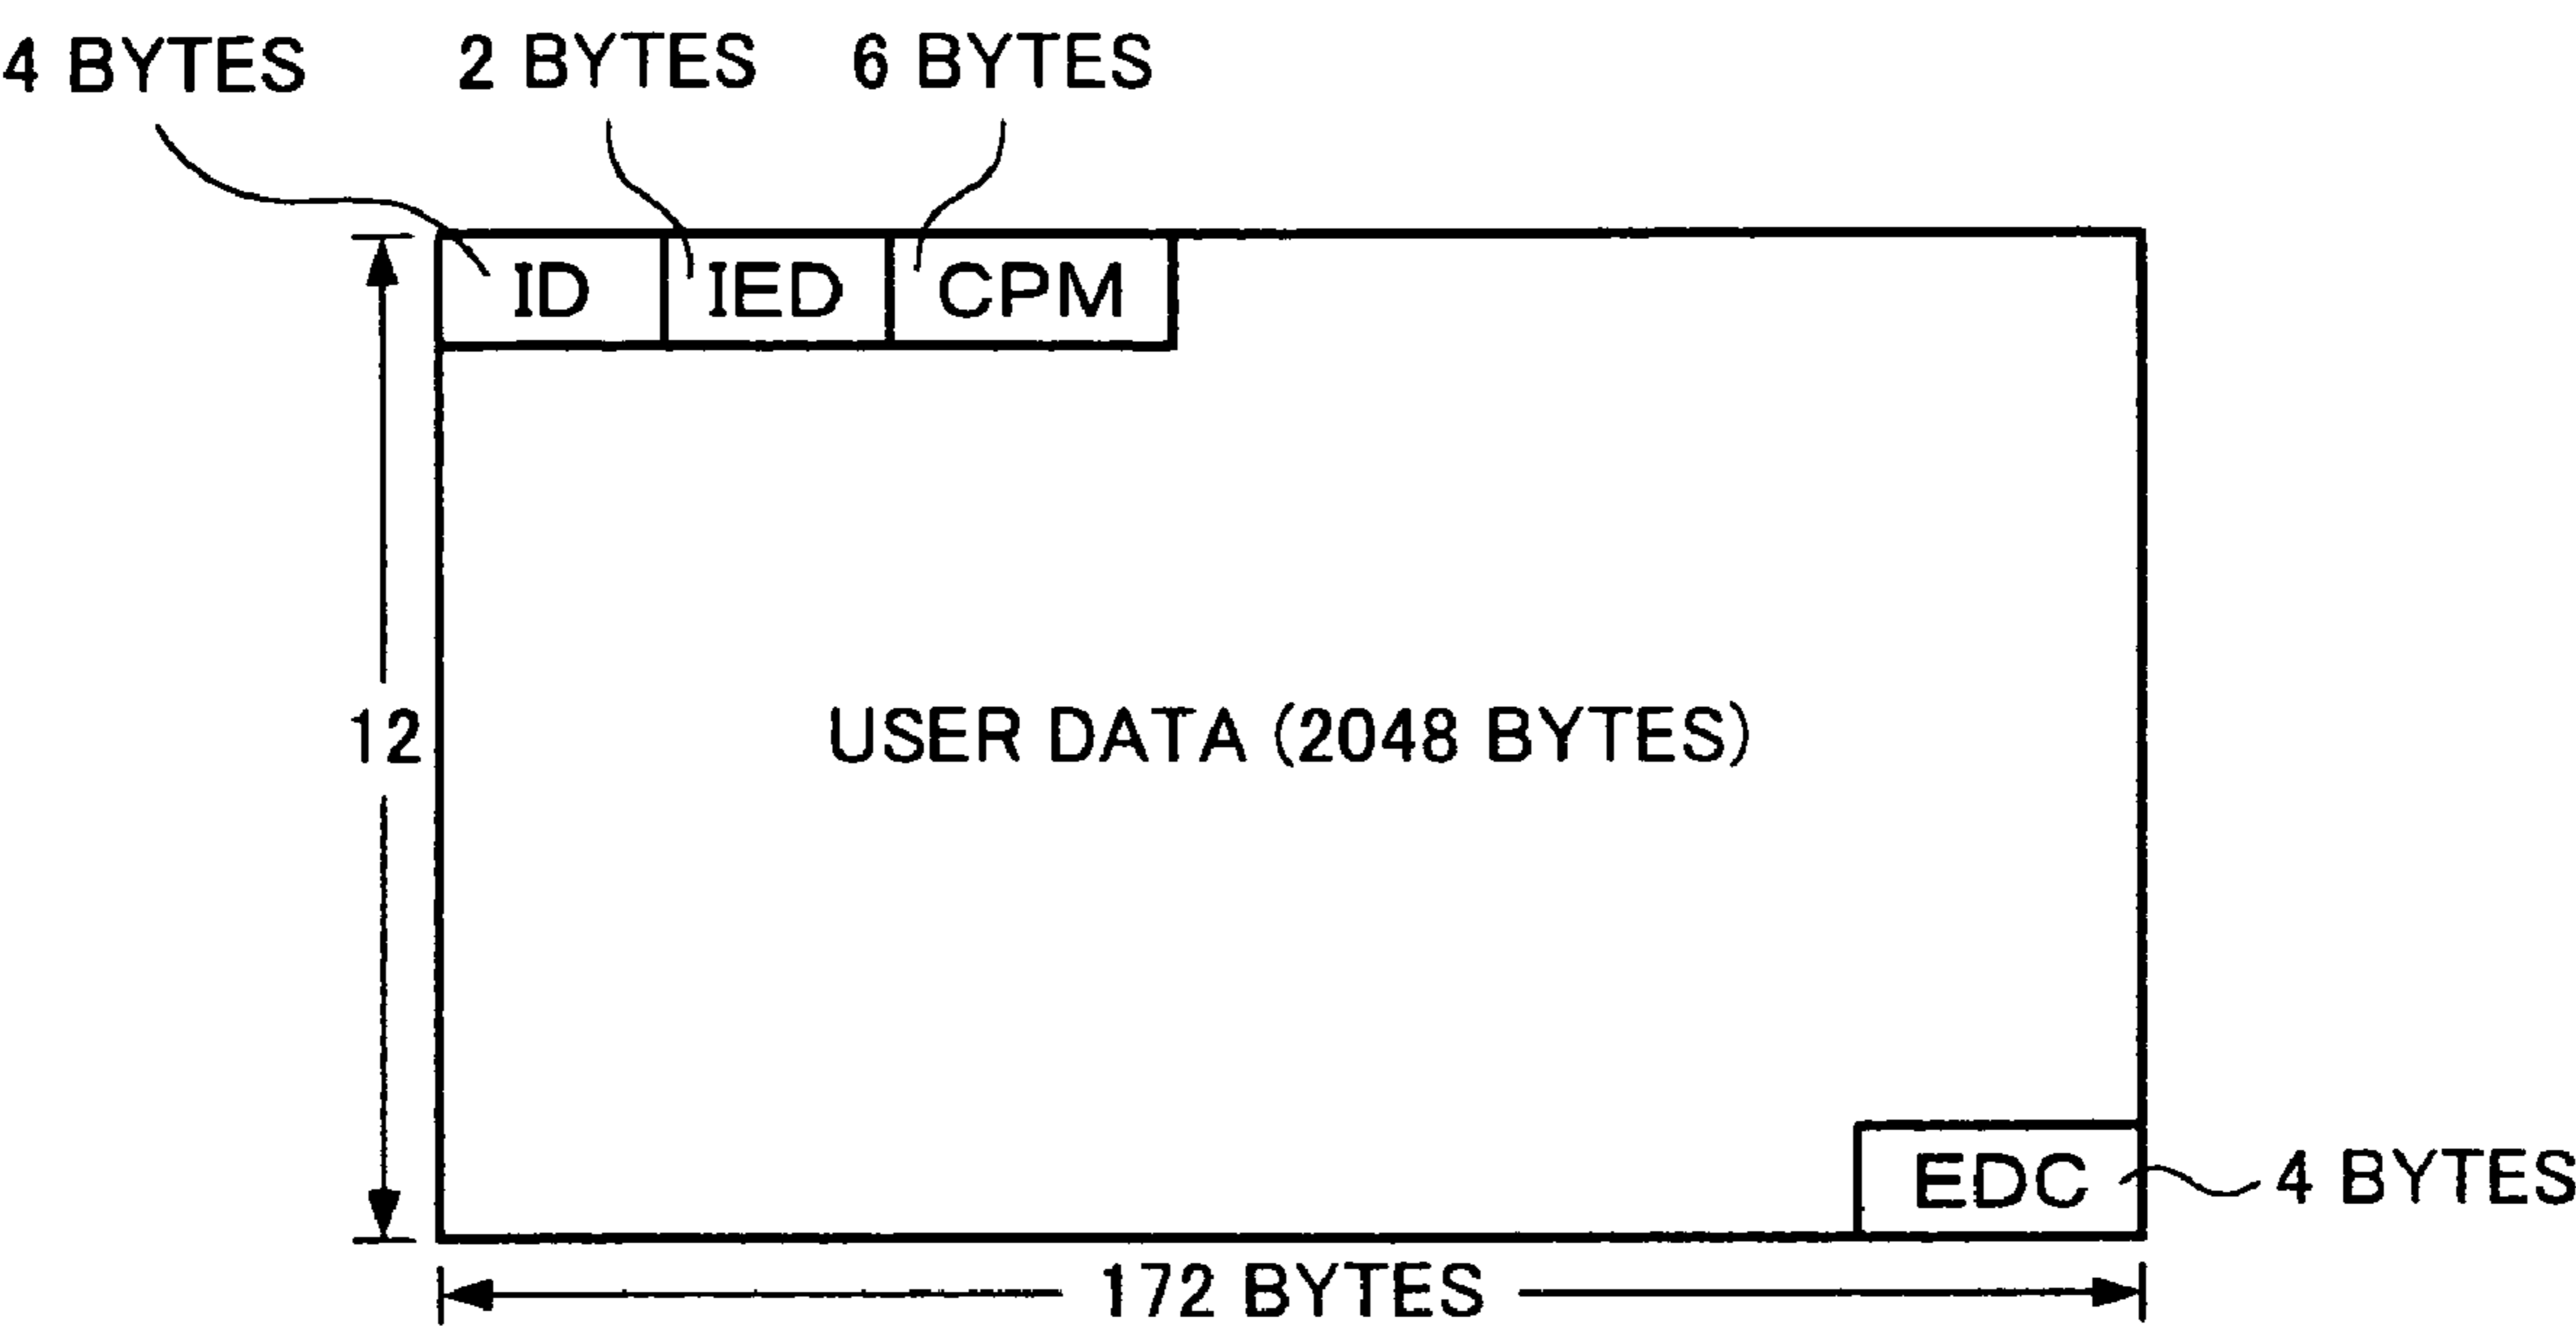 4 BYTES 2 BYTES 6 BYTES
ID IED CPM
12
USER DATA (2048 BYTES)
EDC 4 BYTES
172 BYTES